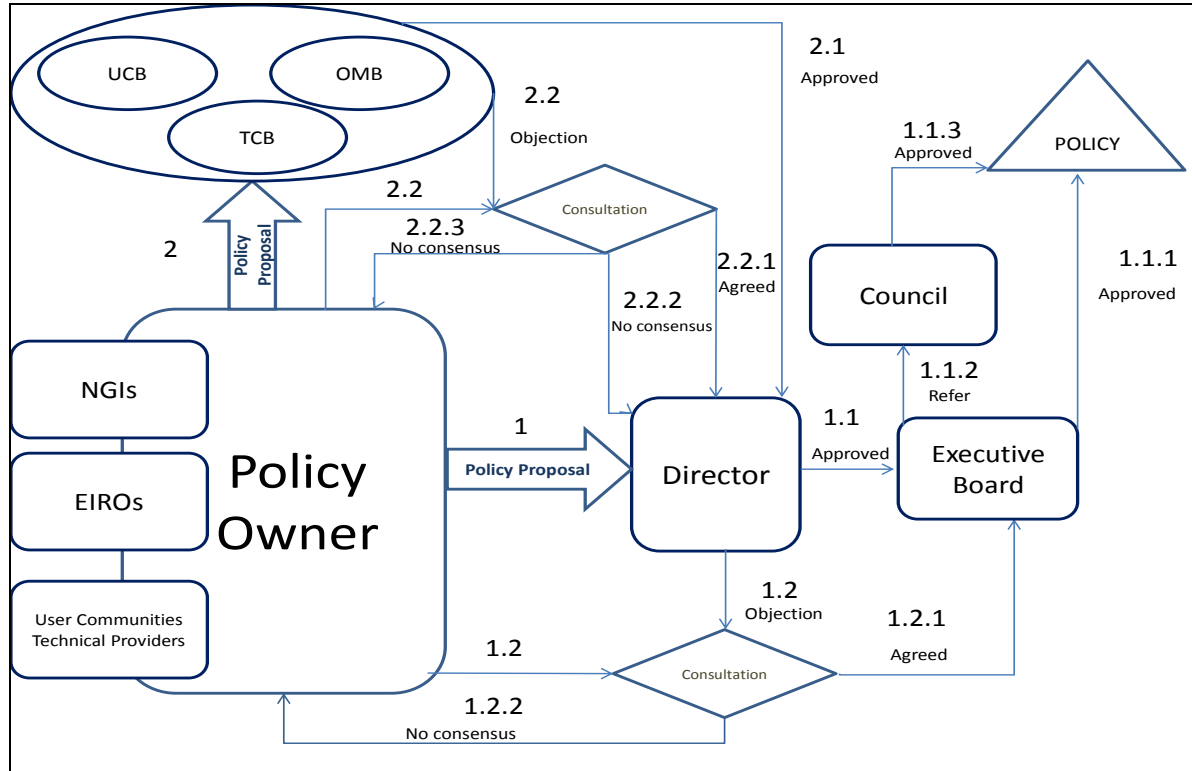 UCB
OMB
TCB
2.1
Approved
2.2
Objection
1.1.3
Approved
POLICY
2.2
Consultation
2.2.3
No consensus
2
Policy
Proposal
2.2.1
Agreed
2.2.2
No consensus
Council
1.1.1
Approved
1.1.2
Refer
NGIs
EIROs
User Communities
Technical Providers
Policy
Owner
1
Policy Proposal
Director
1.1
Approved
Executive
Board
1.2
Objection
1.2.1
Agreed
1.2
Consultation
1.2.2
No consensus